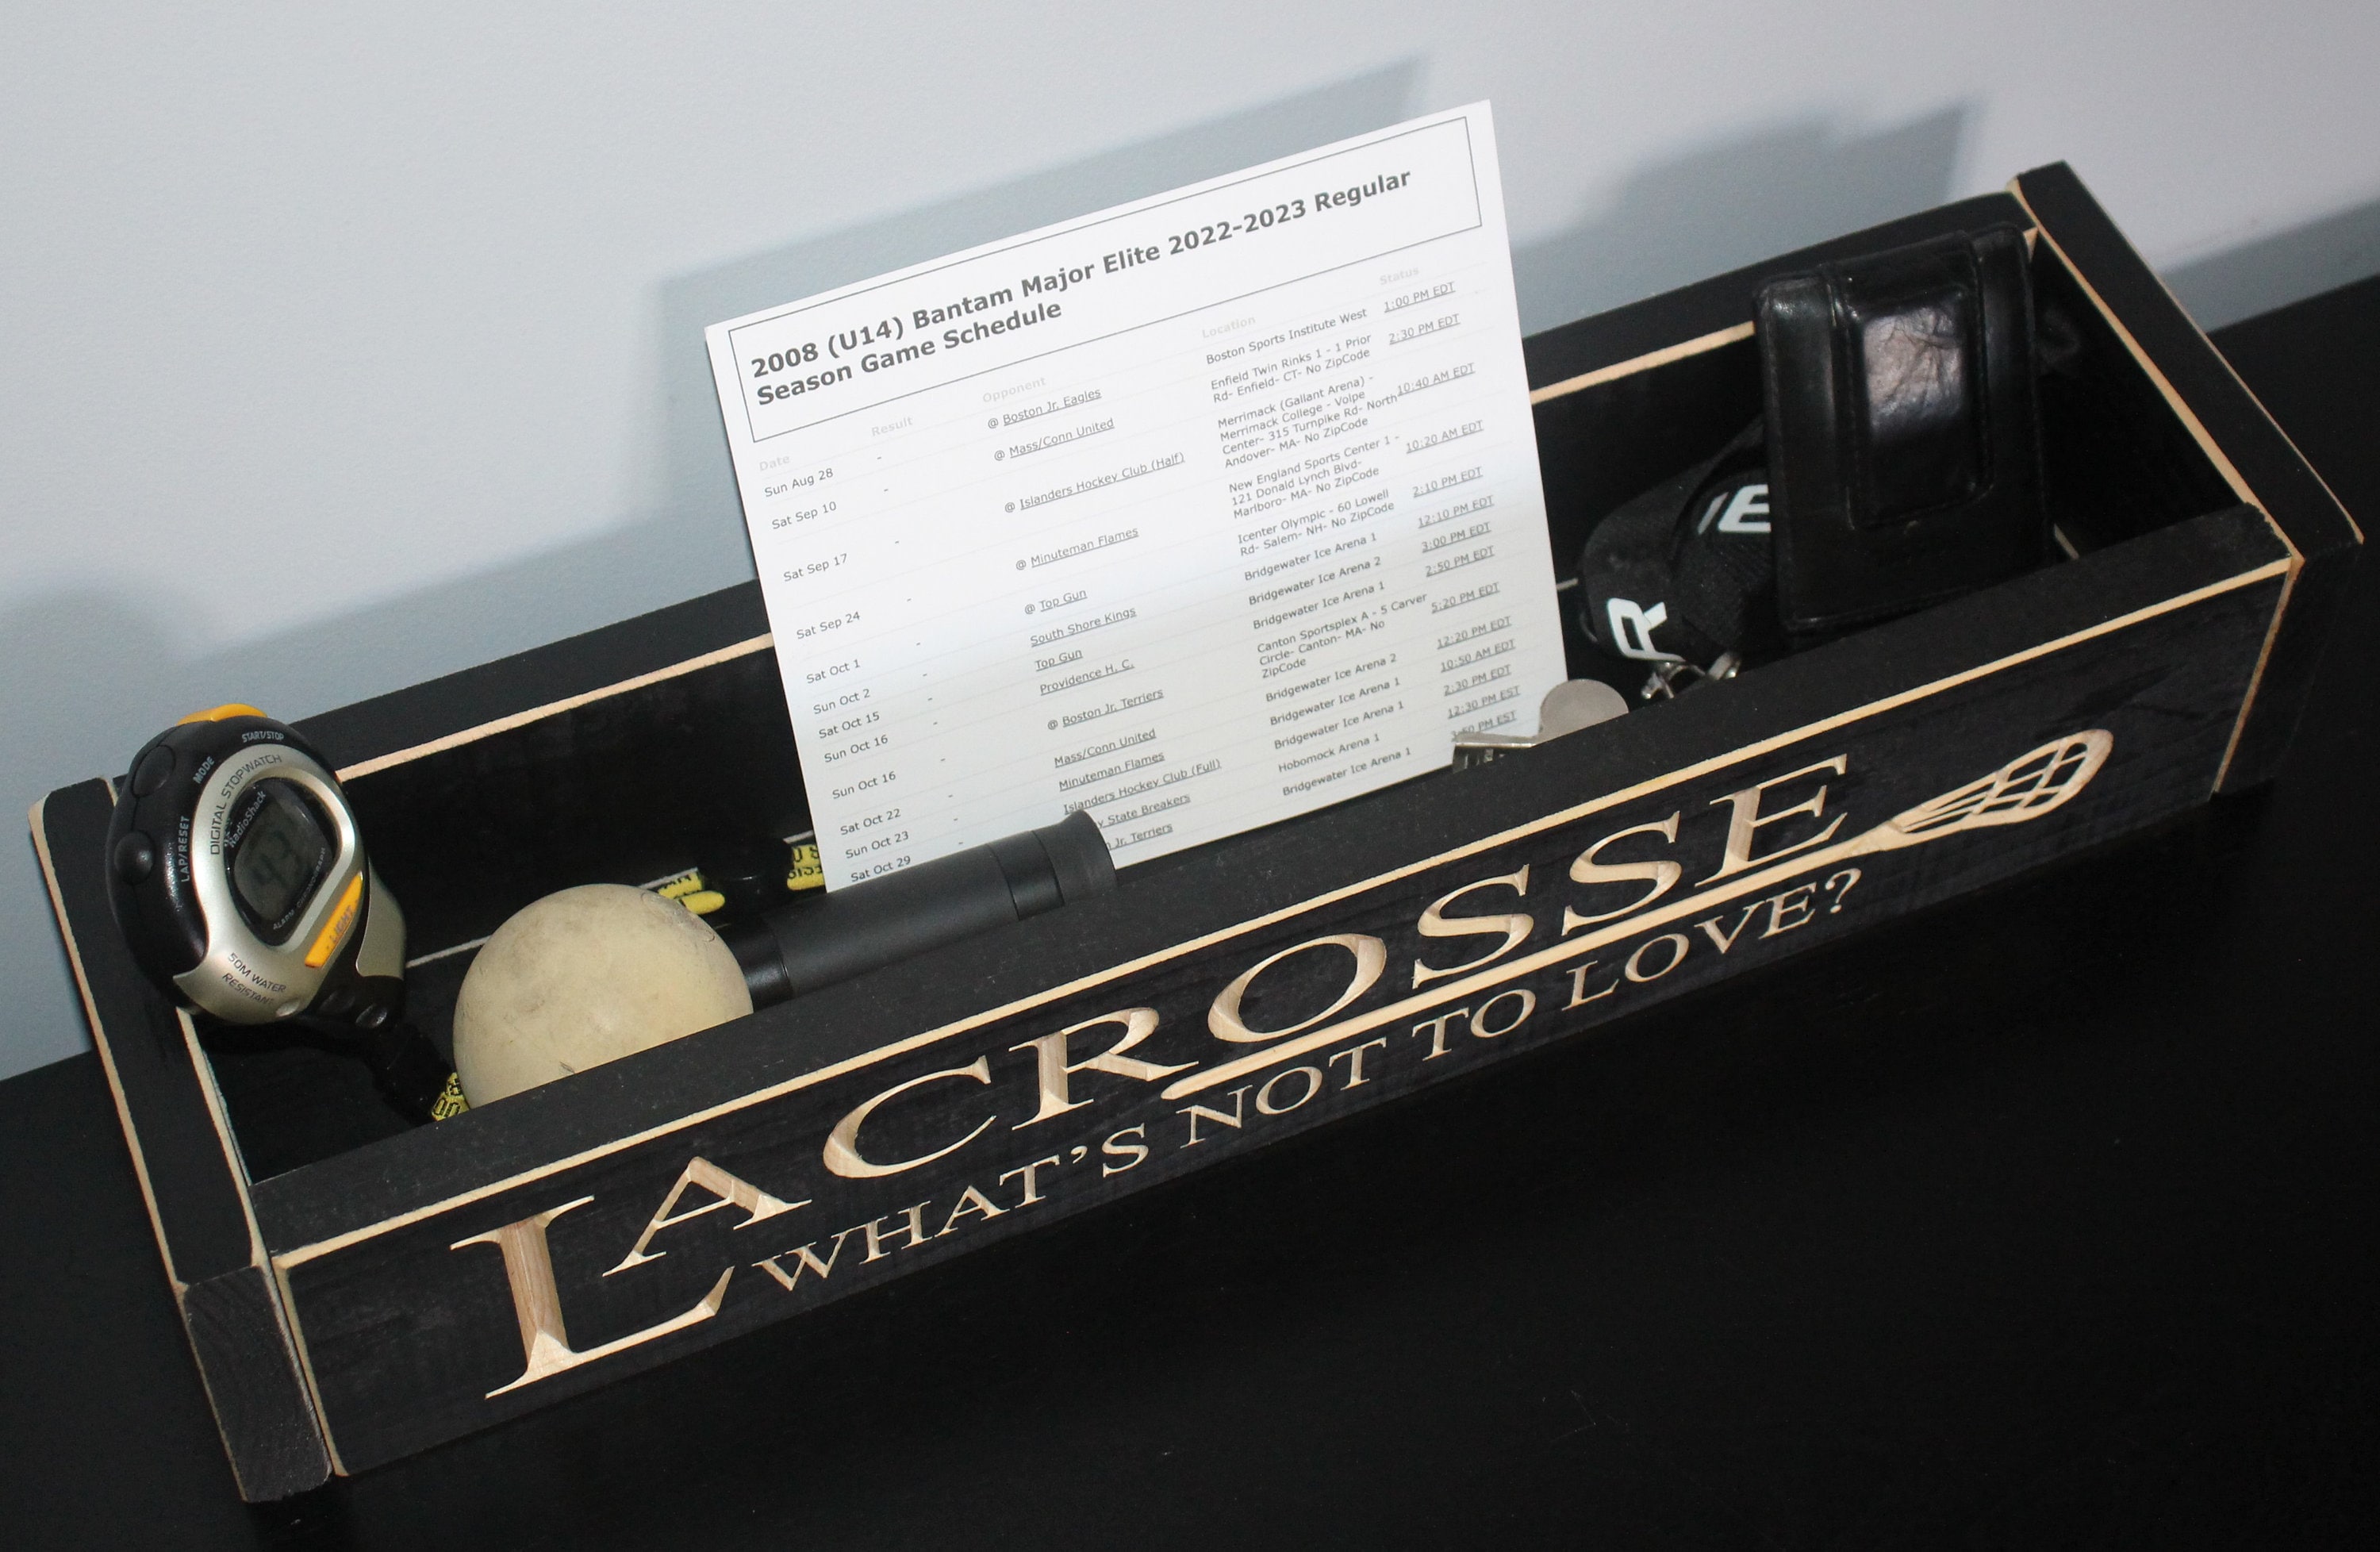 2008 (U14) Bantam Major Elite 2022-2023 Regular
Season Game Schedule
Date Result Opponent Location Status
Sun Aug 28 - @ Boston Jr. Eagles Boston Sports Institute West 1:00 PM EDT
Sat Sep 10 - @ Mass/Conn United Enfield Twin Rinks 1 - 1 Prior 2:30 PM EDT
Rd- Enfield- CT- No ZipCode
Sat Sep 17 - @ Islanders Hockey Club (Half) Merrimack (Gallant Arena) - 10:40 AM EDT
Merrimack College - Volpe
Center- 315 Turnpike Rd- North
Andover- MA- No ZipCode
Sat Sep 24 - @ Minuteman Flames New England Sports Center 1 - 10:20 AM EDT
121 Donald Lynch Blvd-
Marlboro- MA- No ZipCode
Sat Oct 1 - @ Top Gun Icenter Olympic - 60 Lowell 2:10 PM EDT
Rd- Salem- NH- No ZipCode
Sun Oct 2 - South Shore Kings Bridgewater Ice Arena 1 12:10 PM EDT
Sat Oct 15 - Top Gun Bridgewater Ice Arena 2 3:00 PM EDT
Sun Oct 16 - Providence H. C. Bridgewater Ice Arena 1 2:50 PM EDT
Sun Oct 16 - @ Boston Jr. Terriers Canton Sportsplex A - 5 Carver 5:20 PM EDT
Circle- Canton- MA- No
ZipCode
Sat Oct 22 - Mass/Conn United Bridgewater Ice Arena 2 12:20 PM EDT
Sun Oct 23 - Minuteman Flames Bridgewater Ice Arena 1 10:50 AM EDT
Sat Oct 29 - Islanders Hockey Club (Full) Bridgewater Ice Arena 1 2:30 PM EDT
State Breakers Hobomock Arena 1 12:30 PM EST
Jr. Terriers Bridgewater Ice Arena 1 PM EST
START/STOP
MODE
LAP/RESET
DIGITAL STOPWATCH
RadioShack
43
LIGHT
50M WATER
RESISTANT
R
LACROSSE
WHAT'S NOT TO LOVE?